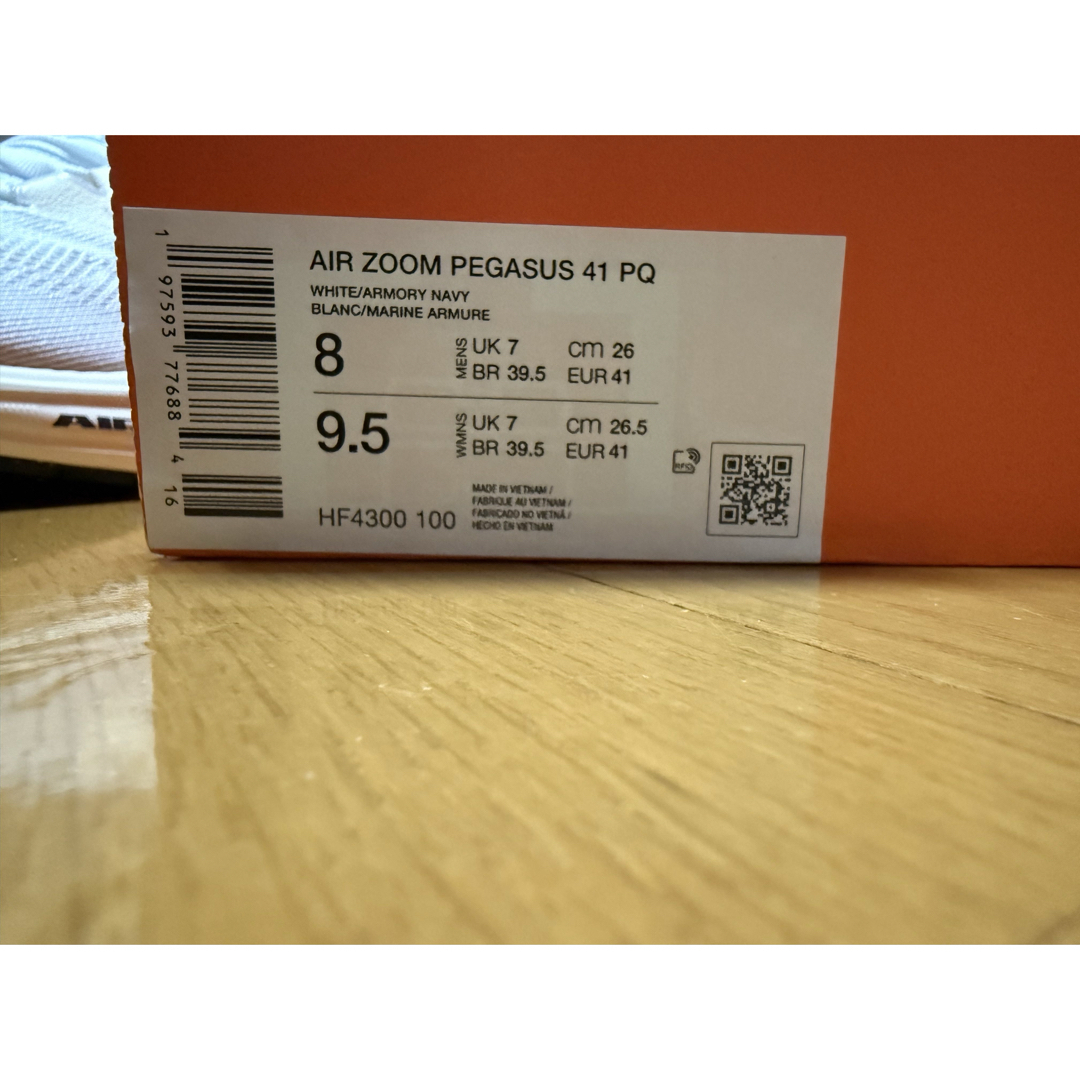 AIR ZOOM PEGASUS 41 PQ
WHITE/ARMORY NAVY
BLANC/MARINE ARMURE
8
MENS
UK 7 cm 26
BR 39.5 EUR 41
9.5
WMNS
UK 7 cm 26.5
BR 39.5 EUR 41
HF4300 100
MADE IN VIETNAM /
FABRIQUE AU VIETNAM /
FABRICADO NO VIETNÃ /
HECHO EN VIETNAM
RFID
1 97593 77688 4 16
AIR